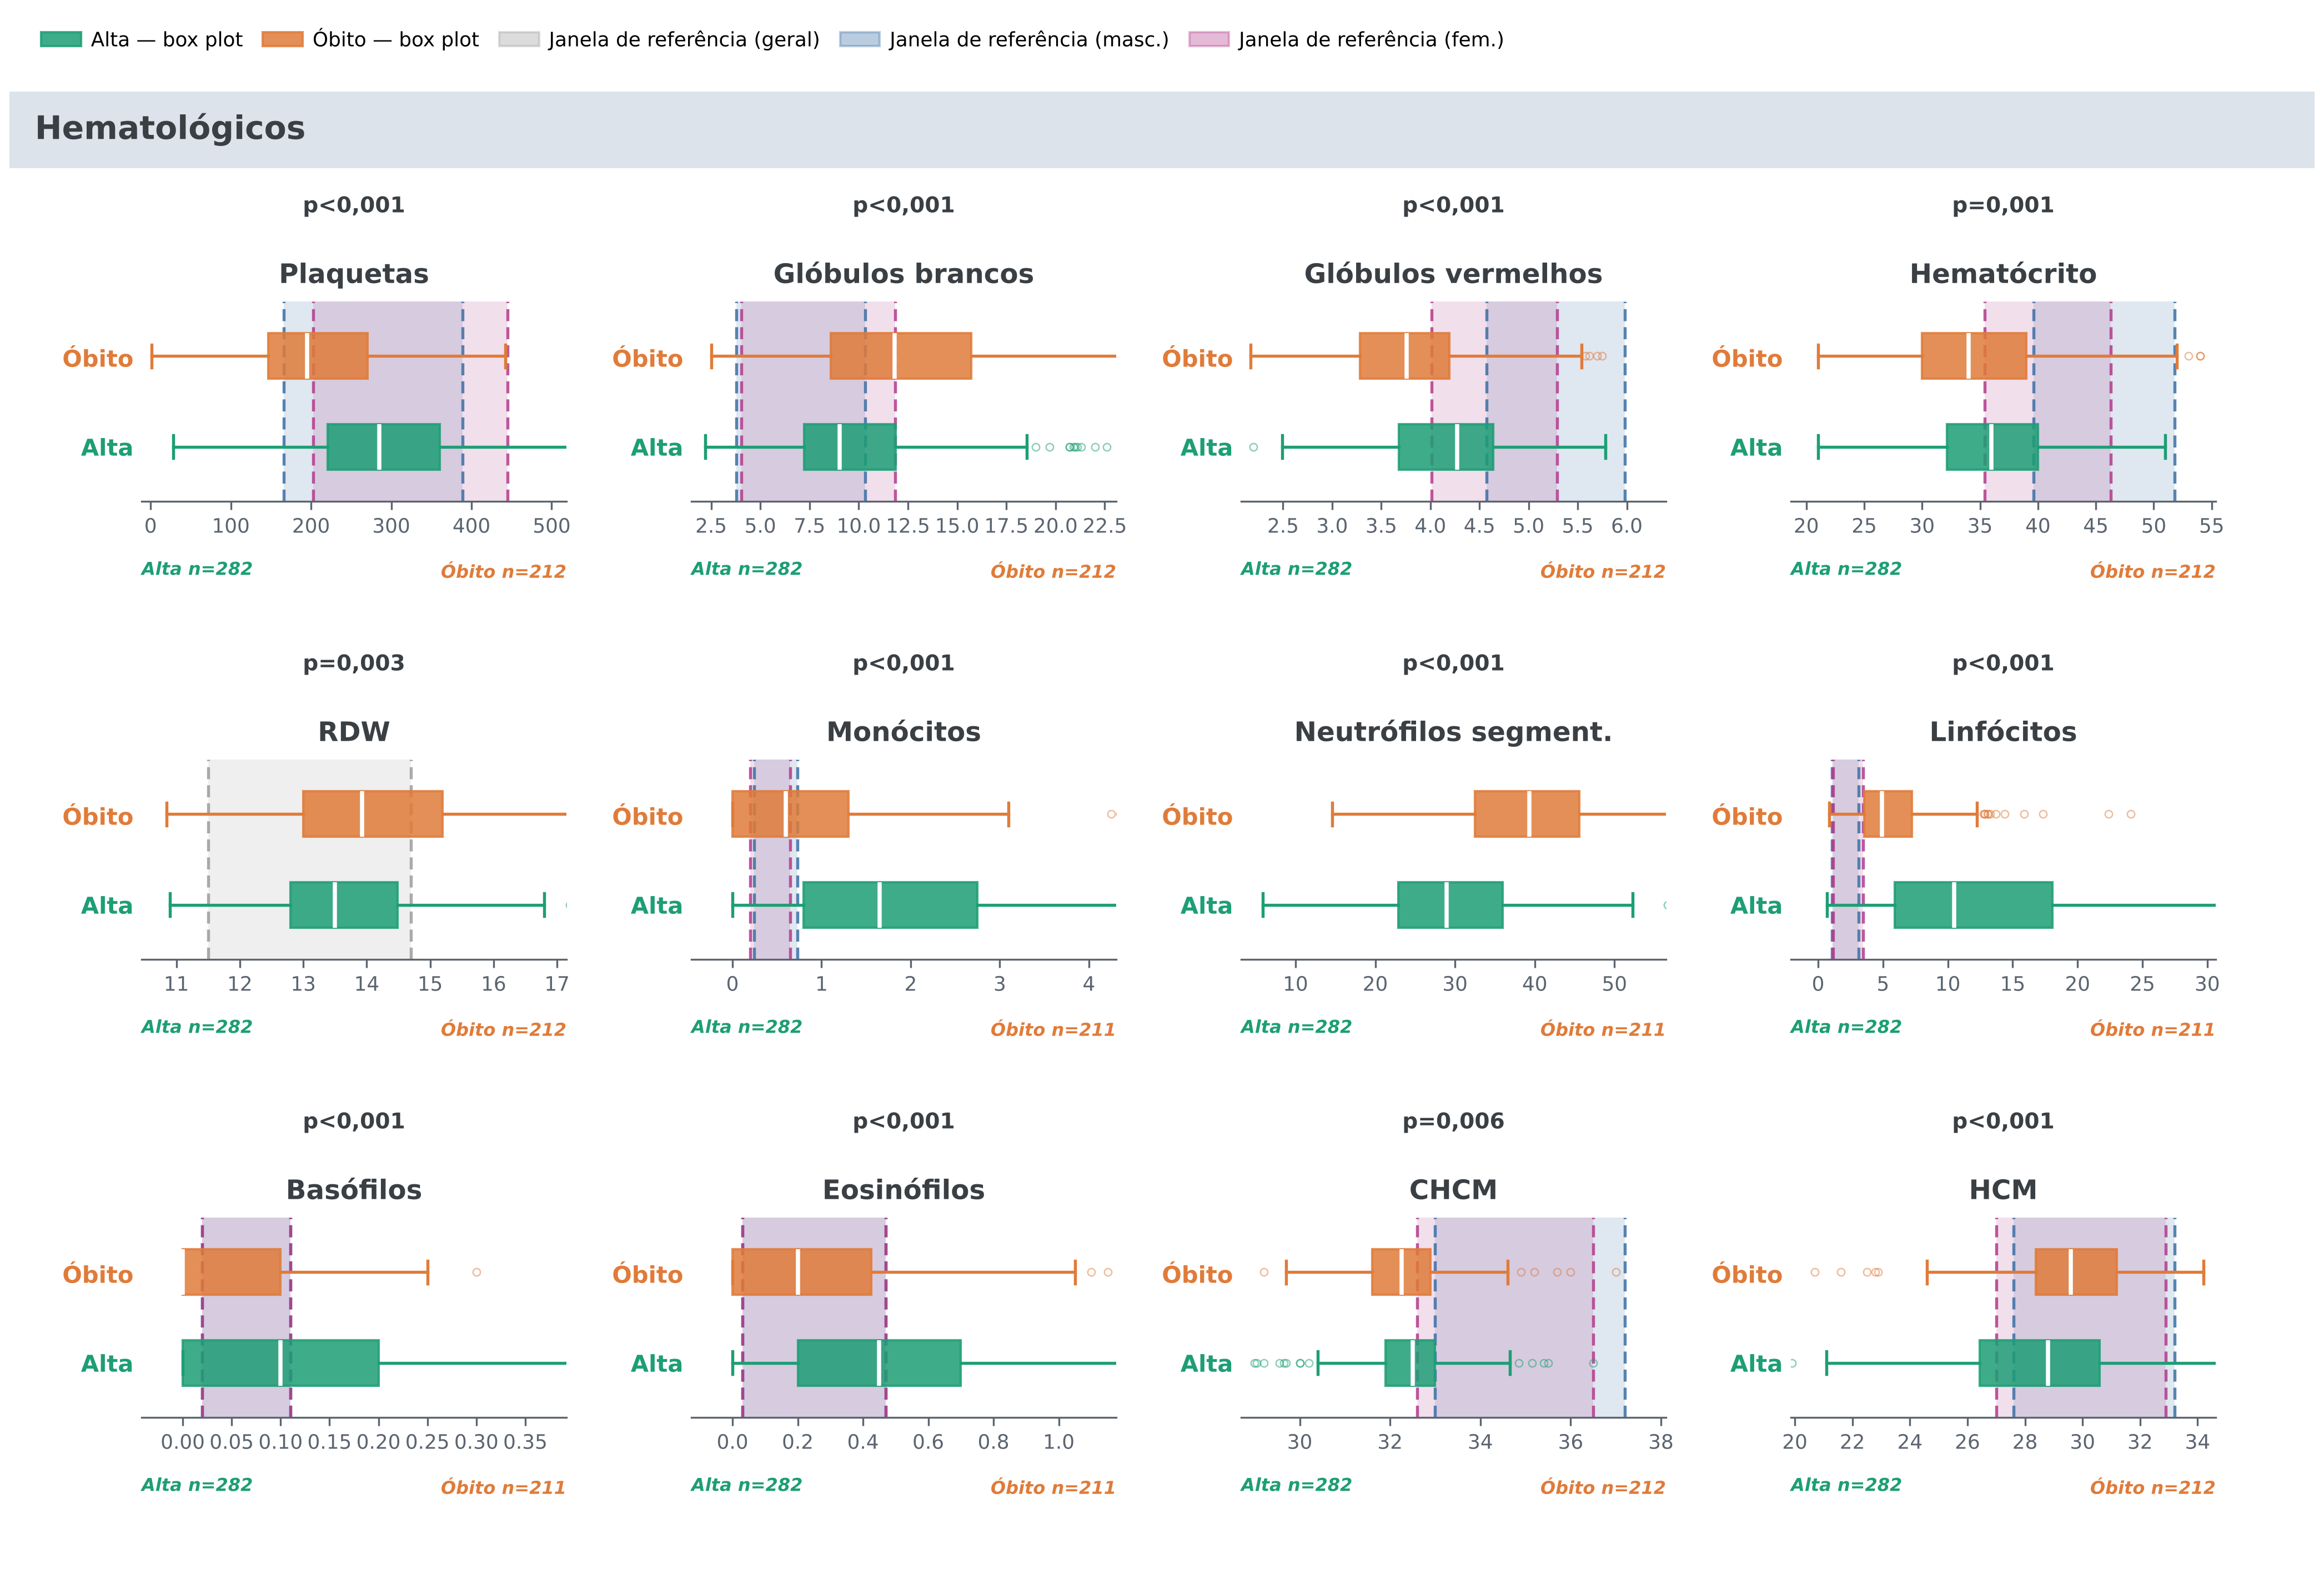 Alta — box plot Óbito — box plot Janela de referência (geral) Janela de referência (masc.) Janela de referência (fem.)
Hematológicos
p<0,001 p<0,001 p<0,001 p=0,001
Plaquetas Glóbulos brancos Glóbulos vermelhos Hematócrito
Óbito Óbito Óbito Óbito
Alta Alta Alta Alta
0 100 200 300 400 500 2.5 5.0 7.5 10.0 12.5 15.0 17.5 20.0 22.5 2.5 3.0 3.5 4.0 4.5 5.0 5.5 6.0 20 25 30 35 40 45 50 55
Alta n=282 Óbito n=212 Alta n=282 Óbito n=212 Alta n=282 Óbito n=212 Alta n=282 Óbito n=212
p=0,003 p<0,001 p<0,001 p<0,001
RDW Monócitos Neutrófilos segment. Linfócitos
Óbito Óbito Óbito Óbito
Alta Alta Alta Alta
11 12 13 14 15 16 17 0 1 2 3 4 10 20 30 40 50 0 5 10 15 20 25 30
Alta n=282 Óbito n=212 Alta n=282 Óbito n=211 Alta n=282 Óbito n=211 Alta n=282 Óbito n=211
p<0,001 p<0,001 p=0,006 p<0,001
Basófilos Eosinófilos CHCM HCM
Óbito Óbito Óbito Óbito
Alta Alta Alta Alta
0.00 0.05 0.10 0.15 0.20 0.25 0.30 0.35 0.0 0.2 0.4 0.6 0.8 1.0 30 32 34 36 38 20 22 24 26 28 30 32 34
Alta n=282 Óbito n=211 Alta n=282 Óbito n=211 Alta n=282 Óbito n=212 Alta n=282 Óbito n=212